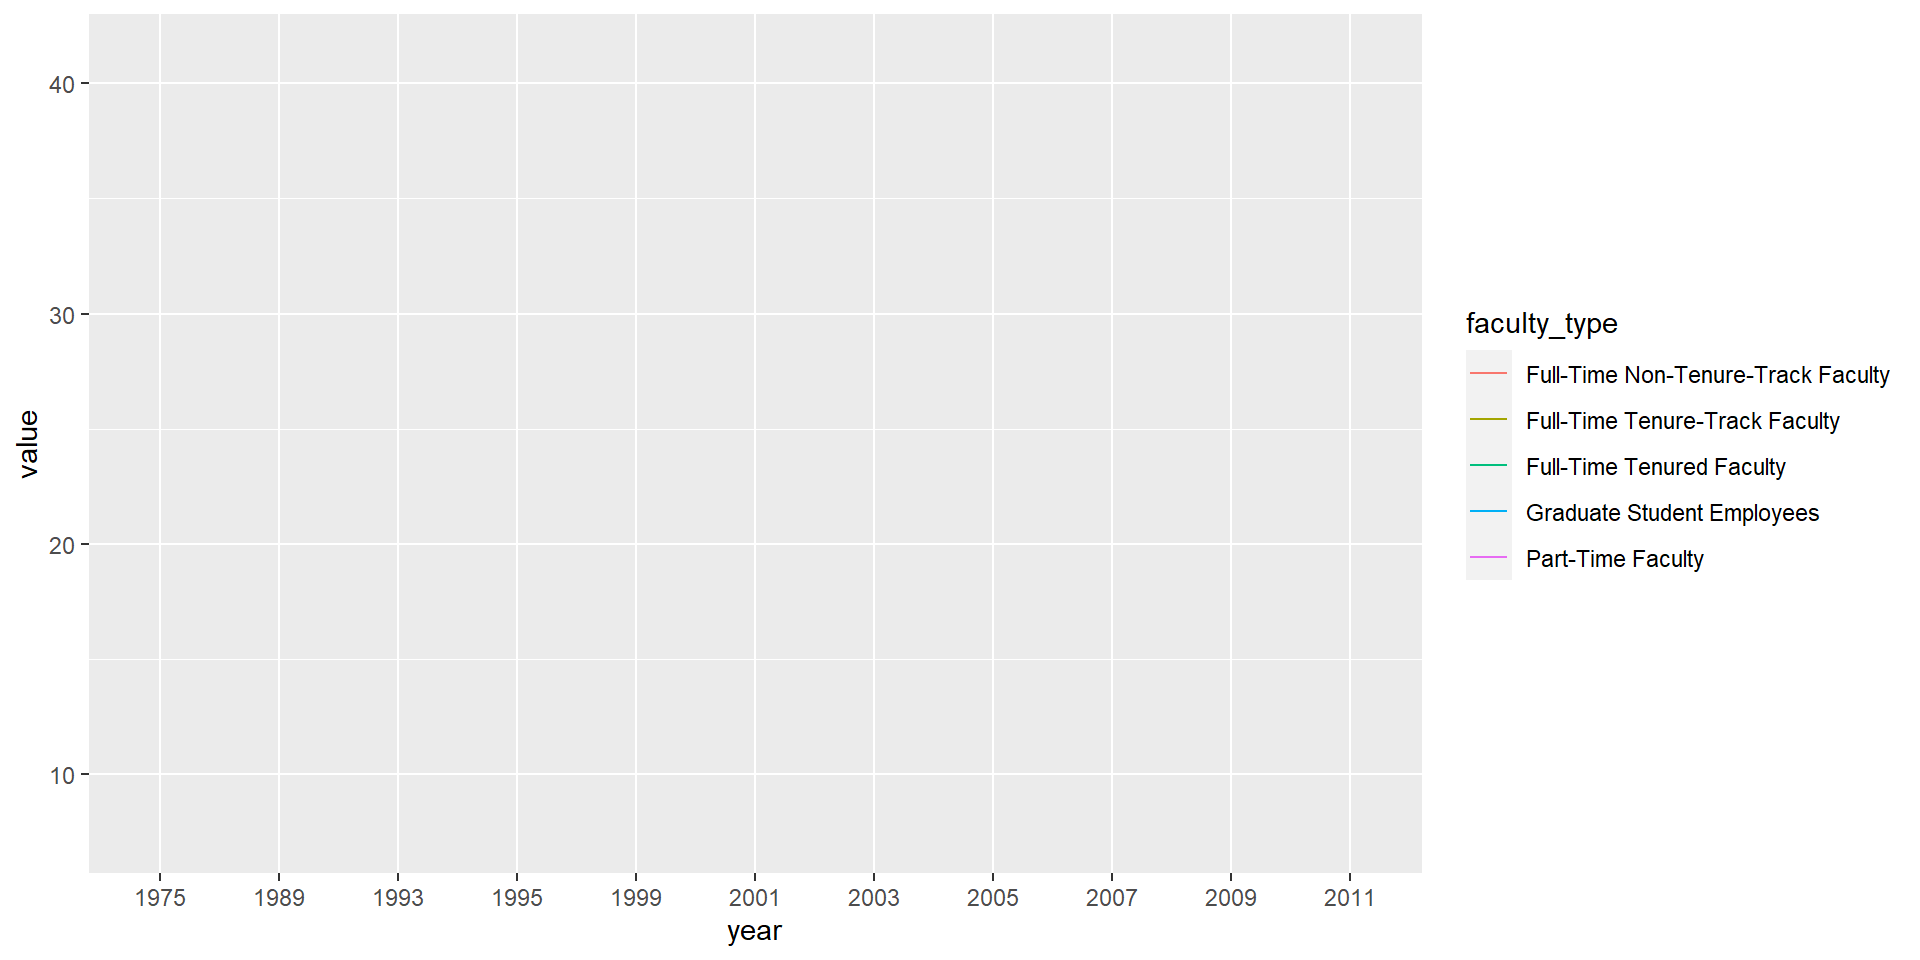 40
30
20
10
value
1975 1989 1993 1995 1999 2001 2003 2005 2007 2009 2011
year
faculty_type
Full-Time Non-Tenure-Track Faculty
Full-Time Tenure-Track Faculty
Full-Time Tenured Faculty
Graduate Student Employees
Part-Time Faculty